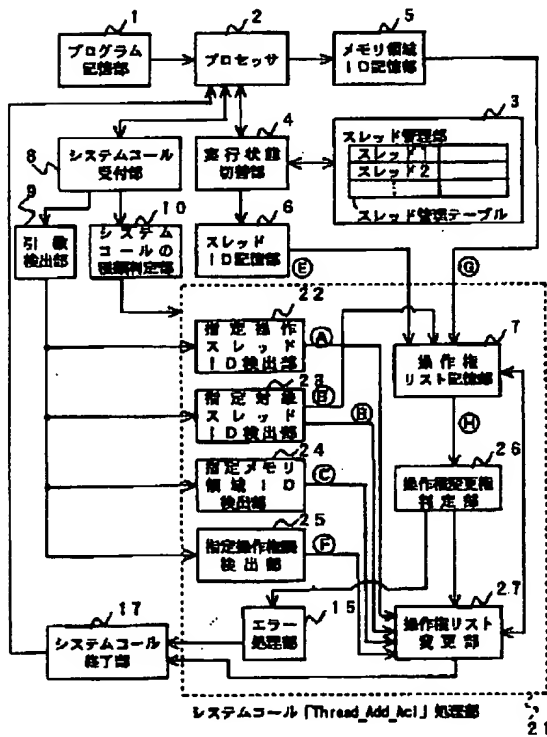 1
プログラム
記憶部
2
プロセッサ
5
メモリ領域
ID記憶部
3
スレッド管理部
スレッド1
スレッド2
⋮
スレッド管理テーブル
4
実行状態
切替部
8
システムコール
受付部
9
引数
検出部
10
システム
コールの
種類判定部
6
スレッド
ID記憶部
Ⓔ
Ⓖ
22
指定操作
スレッド
ID検出部
Ⓐ
23
指定対象
スレッド
ID検出部
Ⓑ
Ⓑ
24
指定メモリ
領域ID
検出部
Ⓒ
25
指定操作権限
検出部
Ⓕ
7
操作権
リスト記憶部
Ⓗ
26
操作権変更権
判定部
15
エラー
処理部
27
操作権リスト
変更部
17
システムコール
終了部
システムコール「Thread_Add_Acl」処理部
21